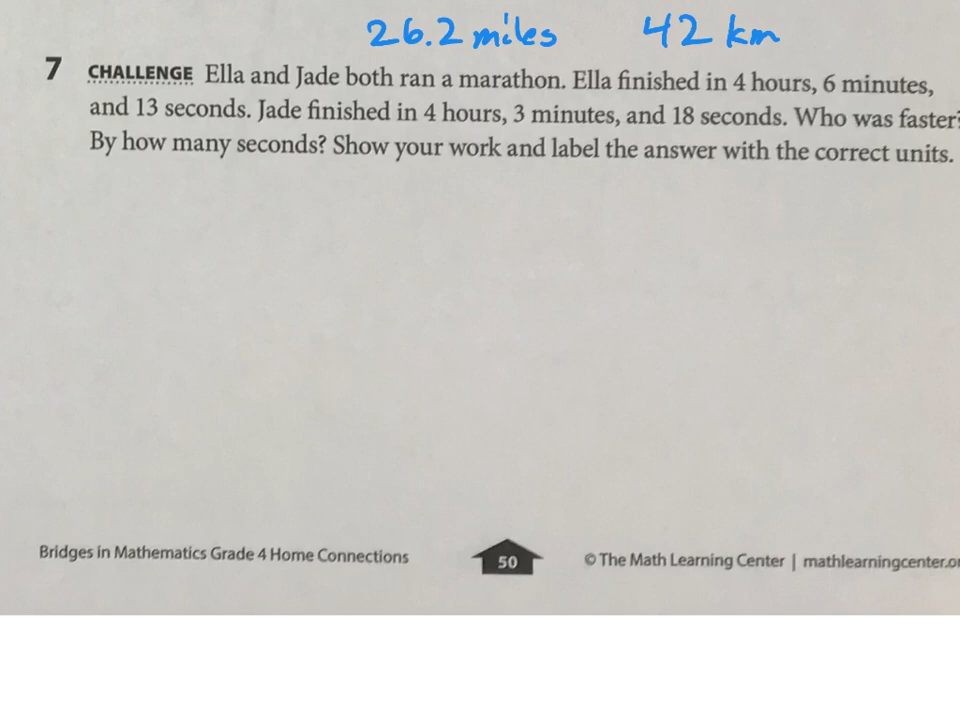 26.2 miles 42 km
7 CHALLENGE Ella and Jade both ran a marathon. Ella finished in 4 hours, 6 minutes,
and 13 seconds. Jade finished in 4 hours, 3 minutes, and 18 seconds. Who was faster?
By how many seconds? Show your work and label the answer with the correct units.
Bridges in Mathematics Grade 4 Home Connections 50 © The Math Learning Center | mathlearningcenter.or